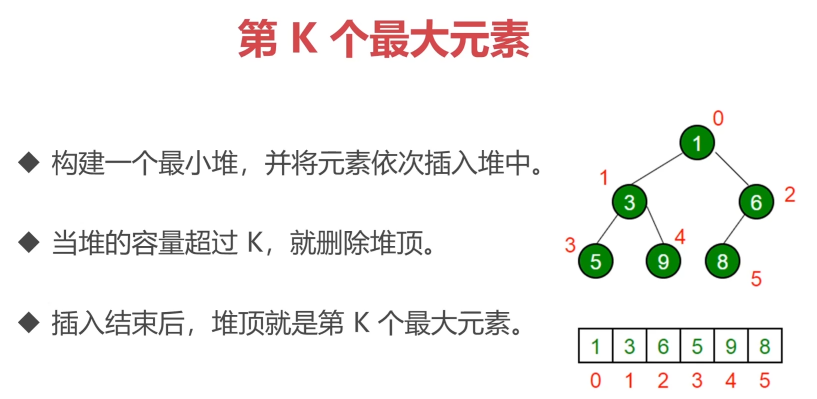 第 K 个最大元素
◆ 构建一个最小堆，并将元素依次插入堆中。
◆ 当堆的容量超过 K，就删除堆顶。
◆ 插入结束后，堆顶就是第 K 个最大元素。
0
1
1
3
6
2
3
5
4
9
8
5
1 3 6 5 9 8
0 1 2 3 4 5